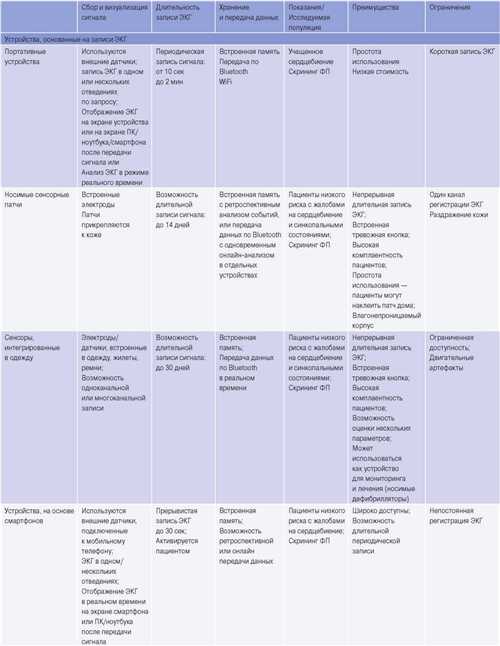 Сбор и визуализация
сигнала
Длительность
записи ЭКГ
Хранение
и передача данных
Показания/
Исследуемая
популяция
Преимущества
Ограничения
Устройства, основанные на записи ЭКГ
Портативные
устройства
Используются
внешние датчики;
запись ЭКГ в одном
или нескольких
отведениях
по запросу;
Отображение ЭКГ
на экране устройства
или на экране ПК/
ноутбука/смартфона
после передачи
сигнала или
Анализ ЭКГ в режиме
реального времени
Периодическая
запись сигнала:
от 10 сек
до 2 мин
Встроенная память
Передача по
Bluetooth
WiFi
Учащенное
сердцебиение
Скрининг ФП
Простота
использования
Низкая стоимость
Короткая запись ЭКГ
Носимые сенсорные
патчи
Встроенные
электроды
Патчи
прикрепляются
к коже
Возможность
длительной
записи сигнала:
до 14 дней
Встроенная память
с ретроспективным
анализом событий,
или передача
данных по Bluetooth
с одновременным
онлайн-анализом
в отдельных
устройствах
Пациенты низкого
риска с жалобами
на сердцебиение
и синкопальными
состояниями;
Скрининг ФП
Непрерывная
длительная запись
ЭКГ;
Встроенная
тревожная кнопка;
Высокая
комплаентность
пациентов;
Простота
использования —
пациенты могут
наклеить патч дома;
Влагонепроницаемый
корпус
Один канал
регистрации ЭКГ
Раздражение кожи
Сенсоры,
интегрированные
в одежду
Электроды/
датчики, встроенные
в одежду, жилеты,
ремни;
Возможность
одноканальной
или многоканальной
записи
Возможность
длительной
записи сигнала:
до 30 дней
Встроенная
память;
Передача данных
по Bluetooth
в реальном
времени
Пациенты низкого
риска с жалобами
на сердцебиение
и синкопальными
состояниями;
Скрининг ФП
Непрерывная
длительная запись
ЭКГ;
Встроенная
тревожная кнопка;
Высокая
комплаентность
пациентов;
Возможность
оценки нескольких
параметров;
Может
использоваться
как устройство
для мониторинга
и лечения (носимые
дефибрилляторы)
Ограниченная
доступность;
Двигательные
артефакты
Устройства, на основе
смартфонов
Используются
внешние датчики,
подключенные
к мобильному
телефону;
ЭКГ в одном/
нескольких
отведениях;
Отображение ЭКГ
в реальном времени
на экране смартфона
или ПК/ноутбука
после передачи
сигнала
Прерывистая
запись ЭКГ
до 30 сек;
Активируется
пациентом
Встроенная
память;
Возможность
ретроспективной
или онлайн
передачи данных
Пациенты низкого
риска с жалобами
на сердцебиение;
Скрининг ФП
Широко доступны;
Возможность
длительной
периодической
записи
Непостоянная
регистрация ЭКГ